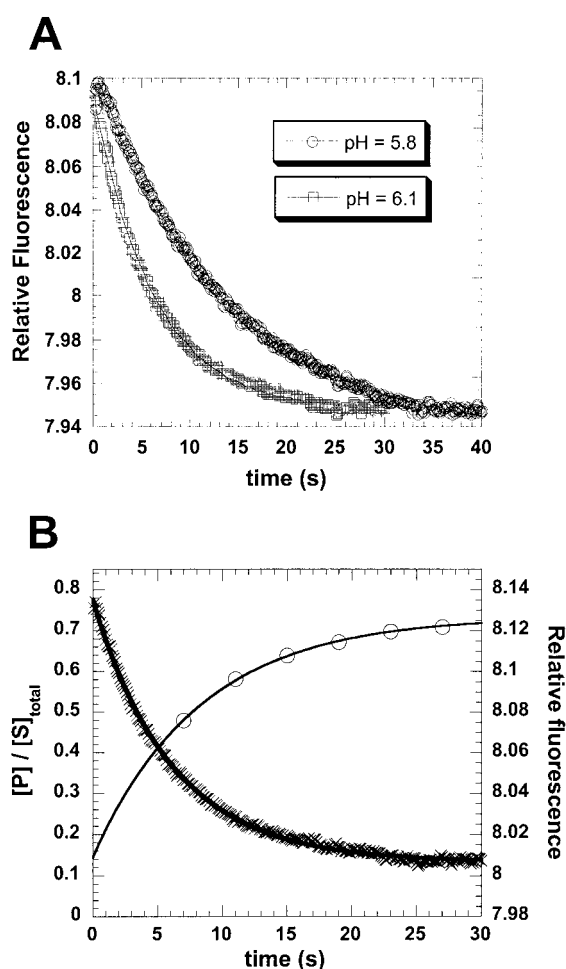 A
Relative Fluorescence
8.1
8.08
8.06
8.04
8.02
8
7.98
7.96
7.94
pH = 5.8
pH = 6.1
0 5 10 15 20 25 30 35 40
time (s)
B
[P] / [S]total
0.8
0.7
0.6
0.5
0.4
0.3
0.2
0.1
0
8.14
8.12
8.1
8.08
8.06
8.04
8.02
8
7.98
Relative fluorescence
0 5 10 15 20 25 30
time (s)